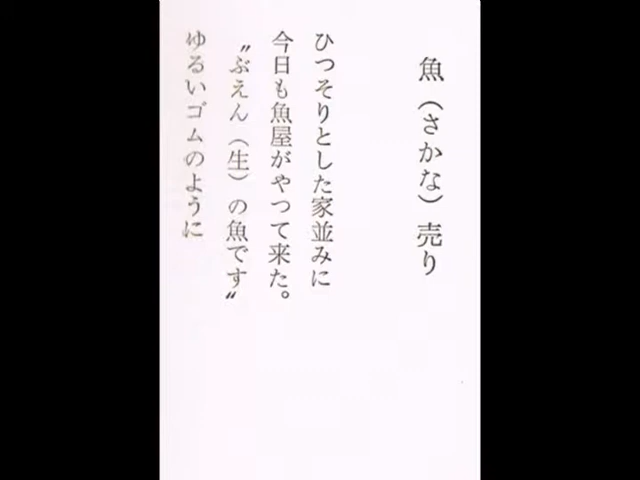 魚（さかな）売り
ひつそりとした家並みに
今日も魚屋がやつて来た。
〝ぶえん（生）の魚です〟
ゆるいゴムのように